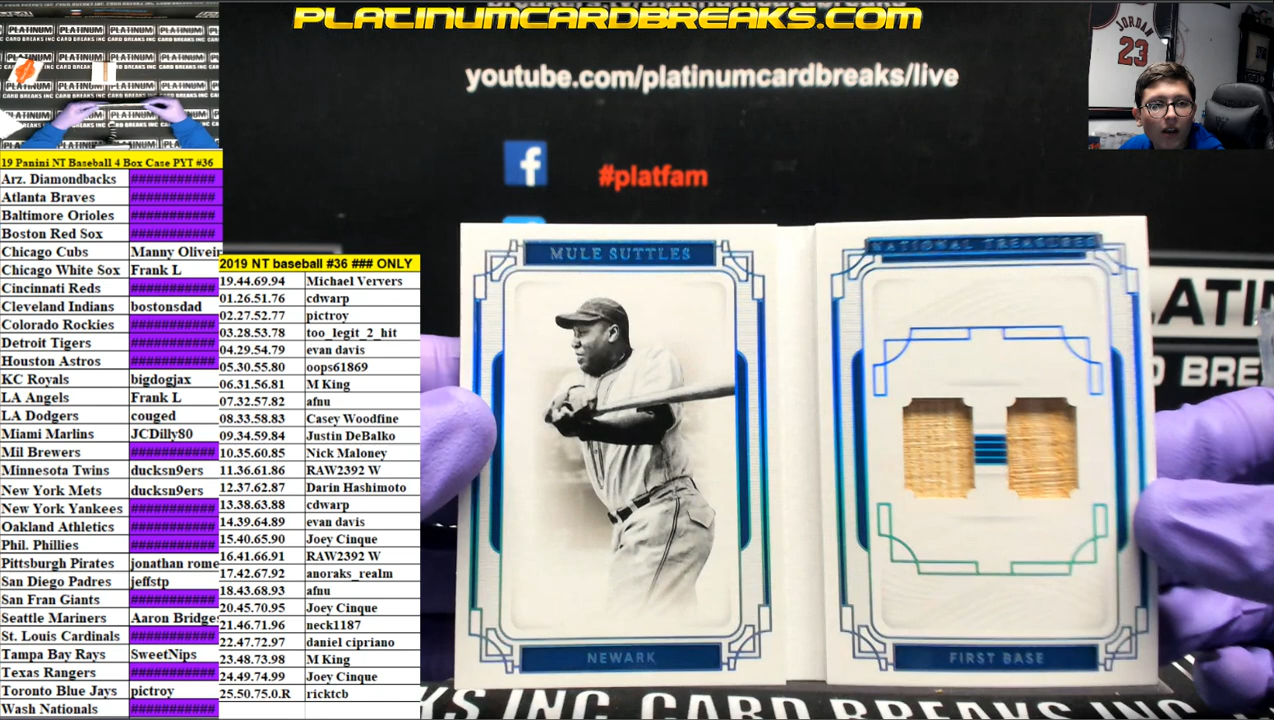 PLATINUMCARDBREAKS.COM
youtube.com/platinumcardbreaks/live
#platfam
JORDAN
23
PLATINUM
CARD BREAKS INC
19 Panini NT Baseball 4 Box Case PYT #36
Arz. Diamondbacks ###########
Atlanta Braves ###########
Baltimore Orioles ###########
Boston Red Sox ###########
Chicago Cubs Manny Oliveir
Chicago White Sox Frank L
Cincinnati Reds ###########
Cleveland Indians bostonsdad
Colorado Rockies ###########
Detroit Tigers ###########
Houston Astros ###########
KC Royals bigdogjax
LA Angels Frank L
LA Dodgers couged
Miami Marlins JCDilly80
Mil Brewers ###########
Minnesota Twins ducksn9ers
New York Mets ducksn9ers
New York Yankees ###########
Oakland Athletics ###########
Phil. Phillies ###########
Pittsburgh Pirates jonathan rome
San Diego Padres jeffstp
San Fran Giants ###########
Seattle Mariners Aaron Bridge
St. Louis Cardinals ###########
Tampa Bay Rays SweetNips
Texas Rangers ###########
Toronto Blue Jays pictroy
Wash Nationals ###########
2019 NT baseball #36 ### ONLY
19.44.69.94 Michael Ververs
01.26.51.76 cdwarp
02.27.52.77 pictroy
03.28.53.78 too_legit_2_hit
04.29.54.79 evan davis
05.30.55.80 oops61869
06.31.56.81 M King
07.32.57.82 afnu
08.33.58.83 Casey Woodfine
09.34.59.84 Justin DeBalko
10.35.60.85 Nick Maloney
11.36.61.86 RAW2392 W
12.37.62.87 Darin Hashimoto
13.38.63.88 cdwarp
14.39.64.89 evan davis
15.40.65.90 Joey Cinque
16.41.66.91 RAW2392 W
17.42.67.92 anoraks_realm
18.43.68.93 afnu
20.45.70.95 Joey Cinque
21.46.71.96 neck1187
22.47.72.97 daniel cipriano
23.48.73.98 M King
24.49.74.99 Joey Cinque
25.50.75.0.R ricktcb
MULE SUTTLES
NEWARK
NATIONAL TREASURES
FIRST BASE
LATIN
D BRE
KS INC CARD BREAKS INC CARD